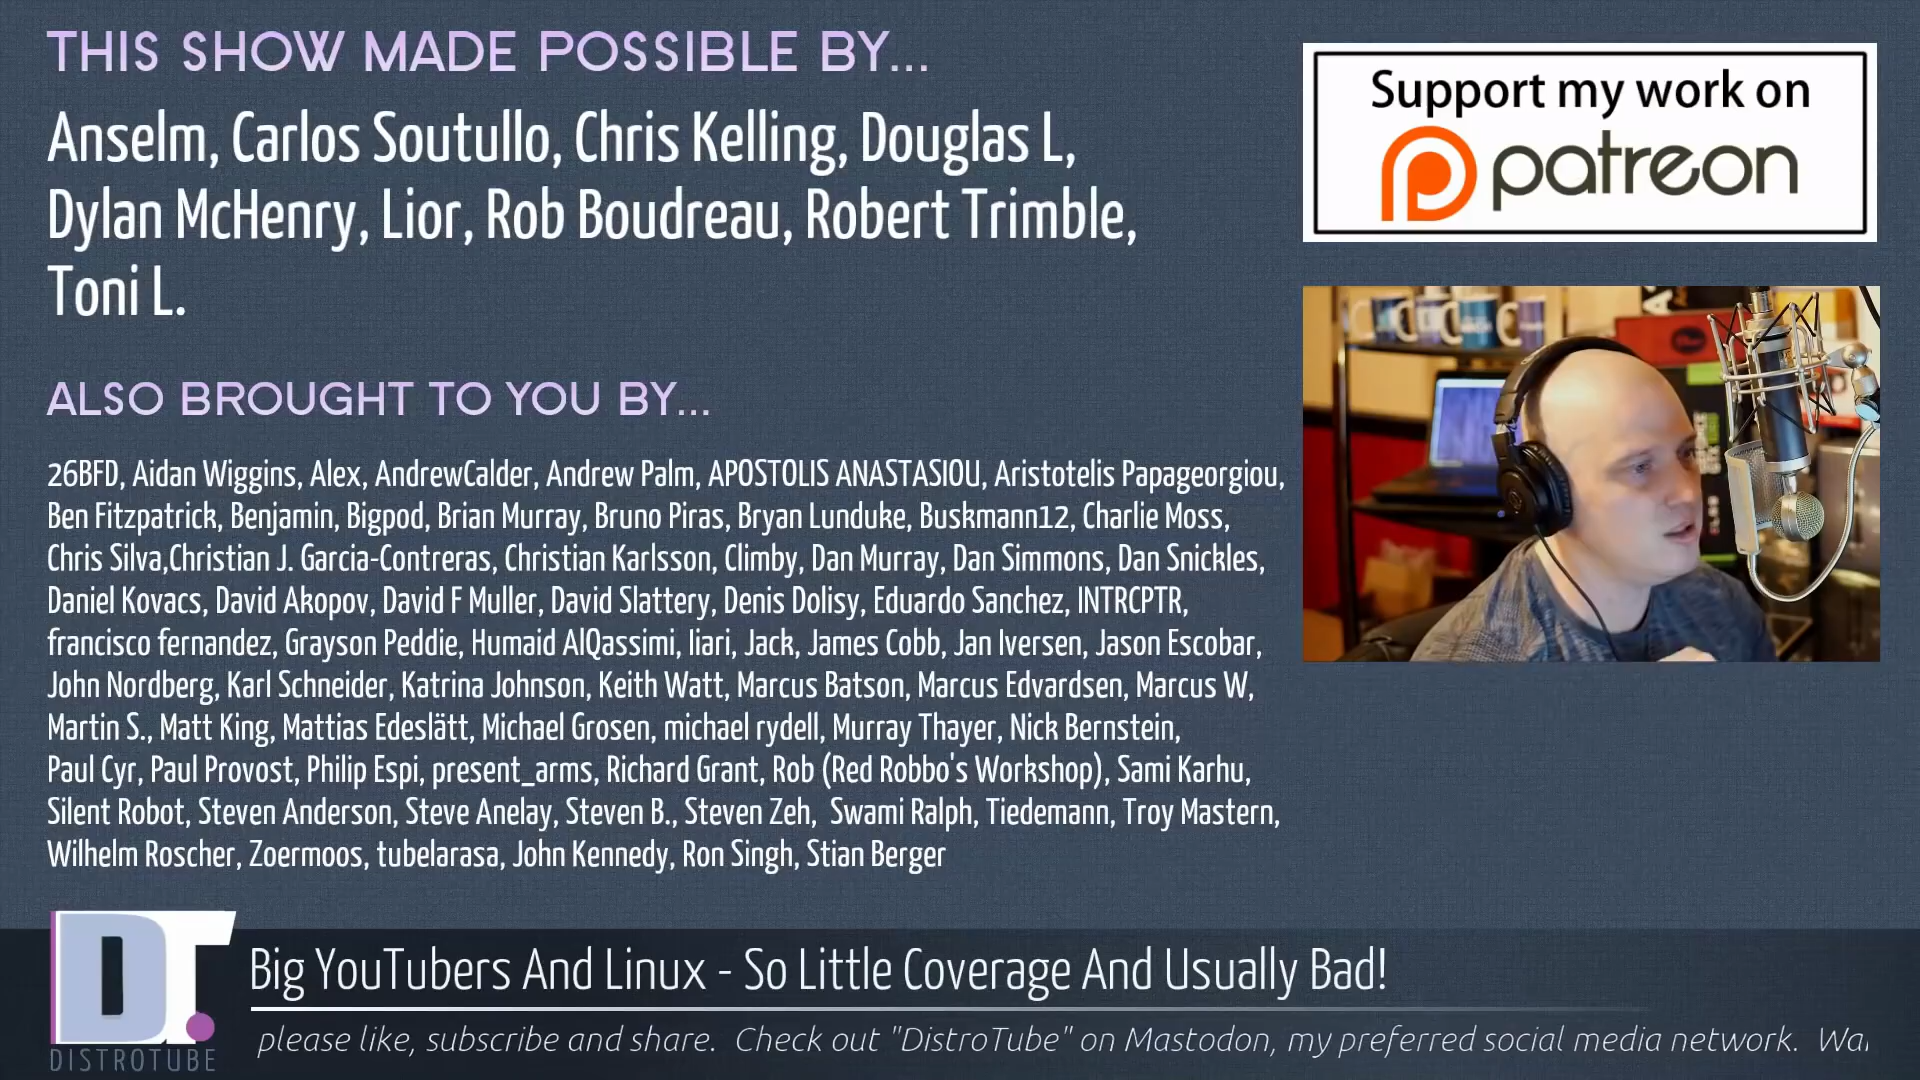 THIS SHOW MADE POSSIBLE BY...
Anselm, Carlos Soutullo, Chris Kelling, Douglas L,
Dylan McHenry, Lior, Rob Boudreau, Robert Trimble,
Toni L.
Support my work on
patreon
ALSO BROUGHT TO YOU BY...
26BFD, Aidan Wiggins, Alex, AndrewCalder, Andrew Palm, APOSTOLIS ANASTASIOU, Aristotelis Papageorgiou,
Ben Fitzpatrick, Benjamin, Bigpod, Brian Murray, Bruno Piras, Bryan Lunduke, Buskmann12, Charlie Moss,
Chris Silva,Christian J. Garcia-Contreras, Christian Karlsson, Climby, Dan Murray, Dan Simmons, Dan Snickles,
Daniel Kovacs, David Akopov, David F Muller, David Slattery, Denis Dolisy, Eduardo Sanchez, INTRCPTR,
francisco fernandez, Grayson Peddie, Humaid AlQassimi, liari, Jack, James Cobb, Jan Iversen, Jason Escobar,
John Nordberg, Karl Schneider, Katrina Johnson, Keith Watt, Marcus Batson, Marcus Edvardsen, Marcus W,
Martin S., Matt King, Mattias Edeslätt, Michael Grosen, michael rydell, Murray Thayer, Nick Bernstein,
Paul Cyr, Paul Provost, Philip Espi, present_arms, Richard Grant, Rob (Red Robbo's Workshop), Sami Karhu,
Silent Robot, Steven Anderson, Steve Anelay, Steven B., Steven Zeh, Swami Ralph, Tiedemann, Troy Mastern,
Wilhelm Roscher, Zoermoos, tubelarasa, John Kennedy, Ron Singh, Stian Berger
DT.
DISTROTUBE
Big YouTubers And Linux - So Little Coverage And Usually Bad!
please like, subscribe and share. Check out "DistroTube" on Mastodon, my preferred social media network.